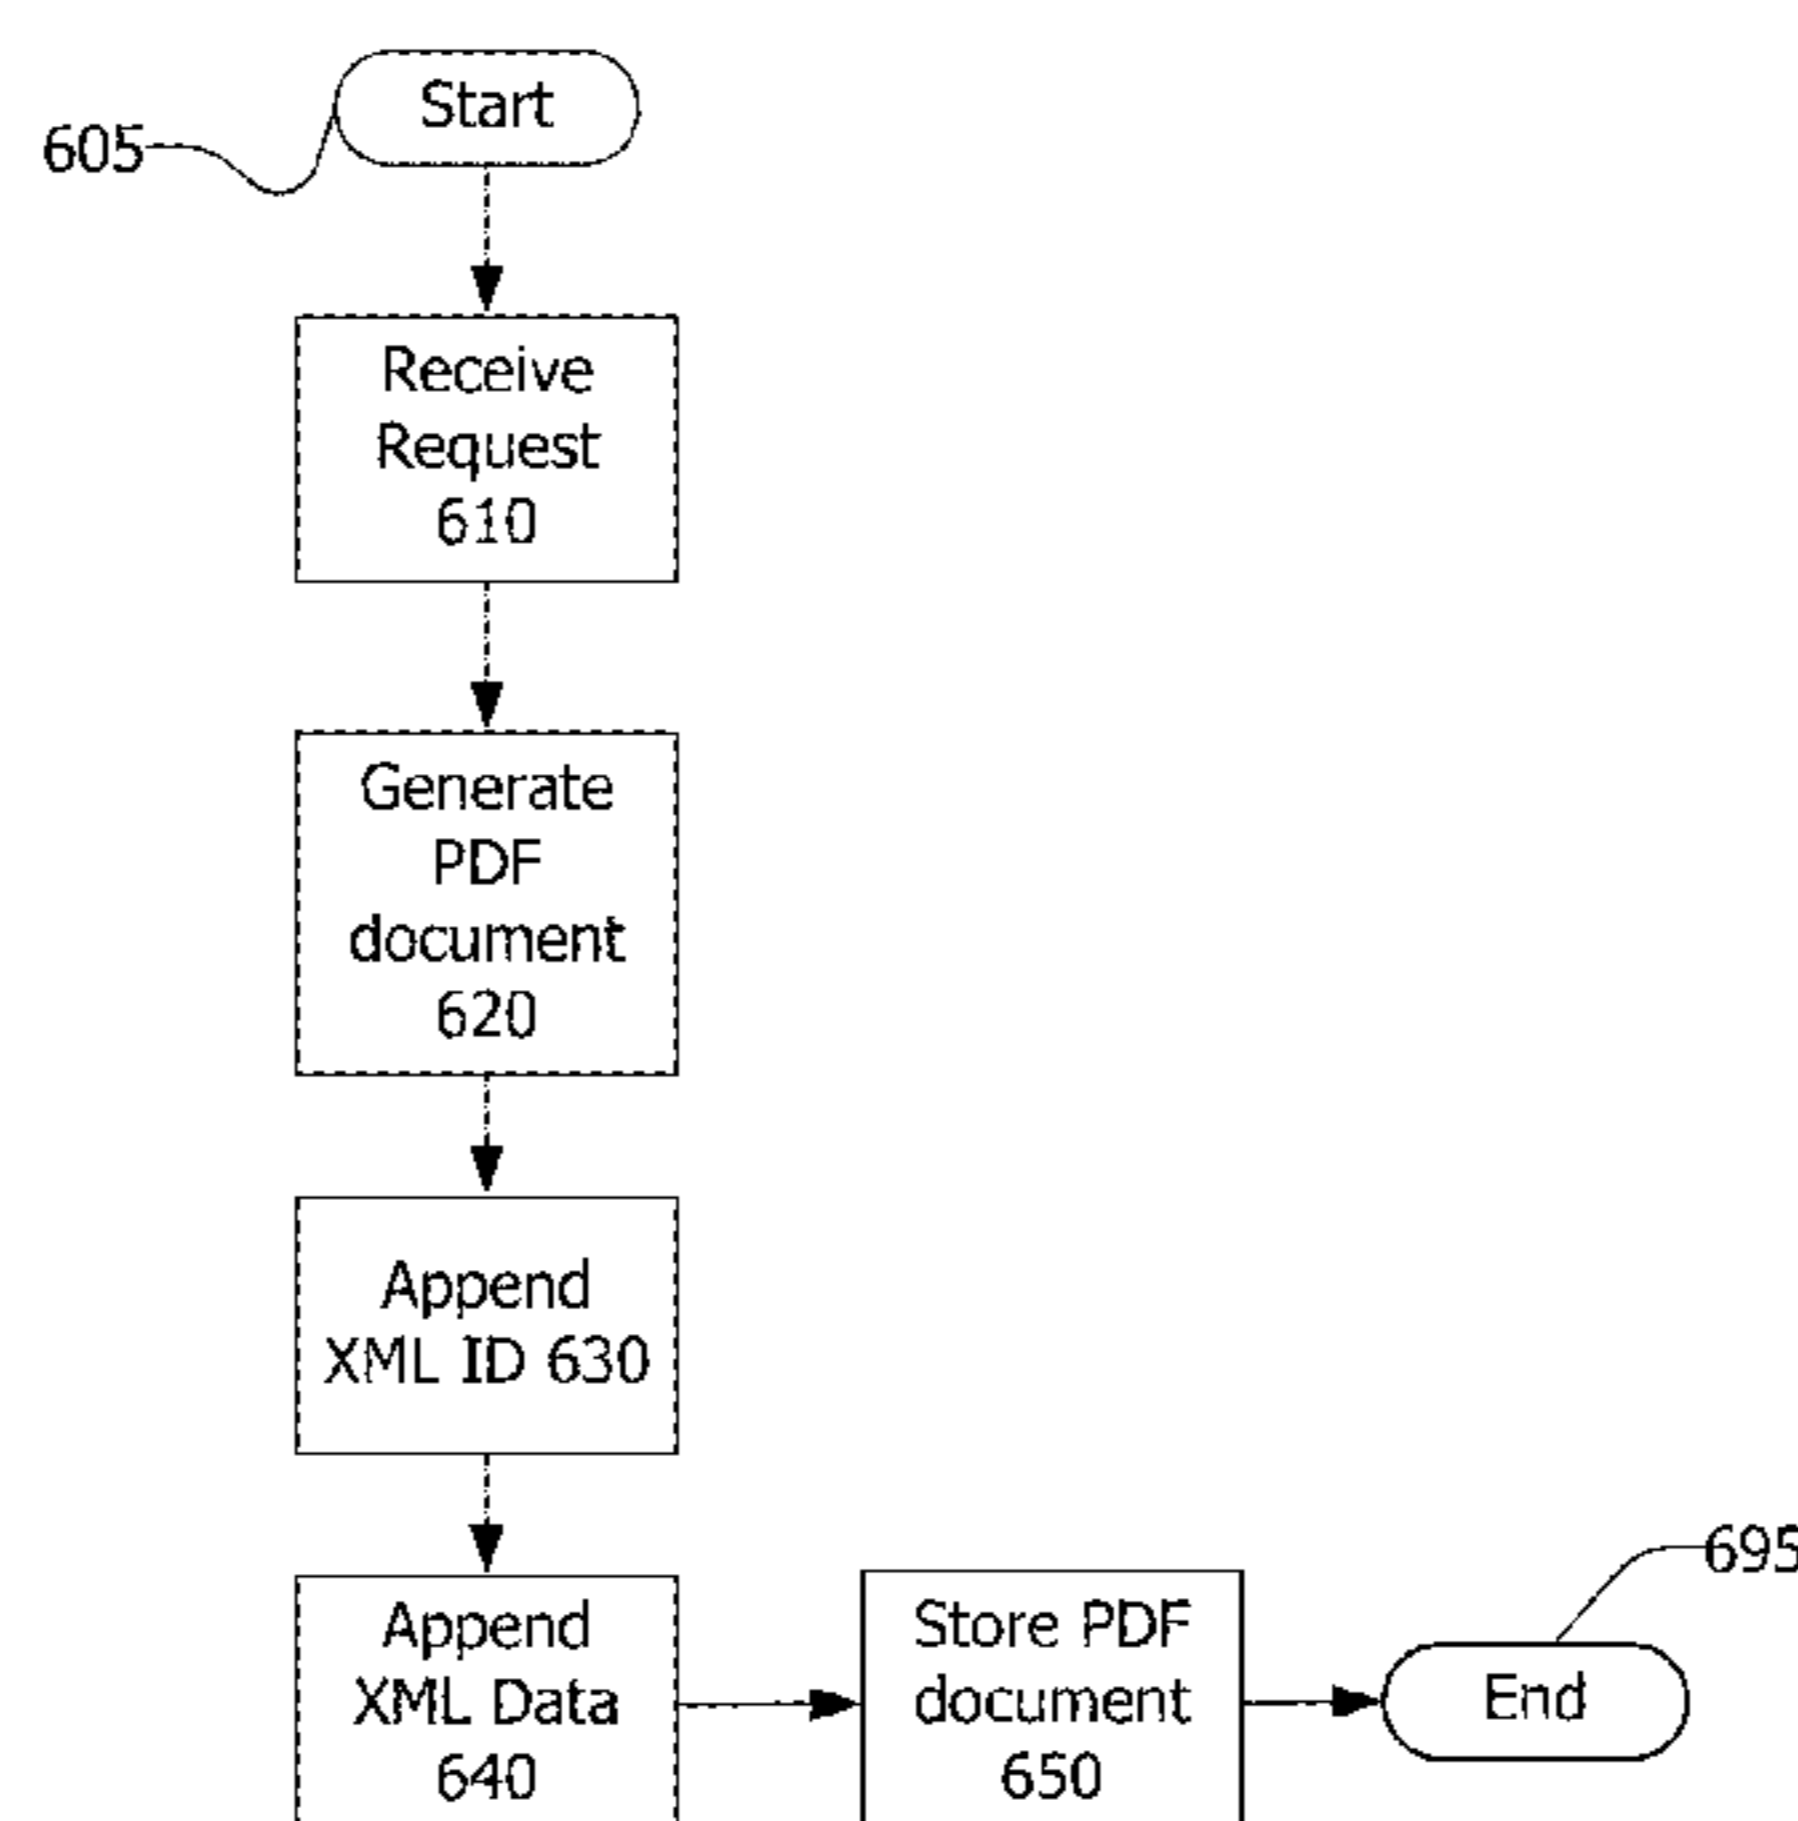 Start
605
Receive
Request
610
Generate
PDF
document
620
Append
XML ID 630
Append
XML Data
640
Store PDF
document
650
End
695